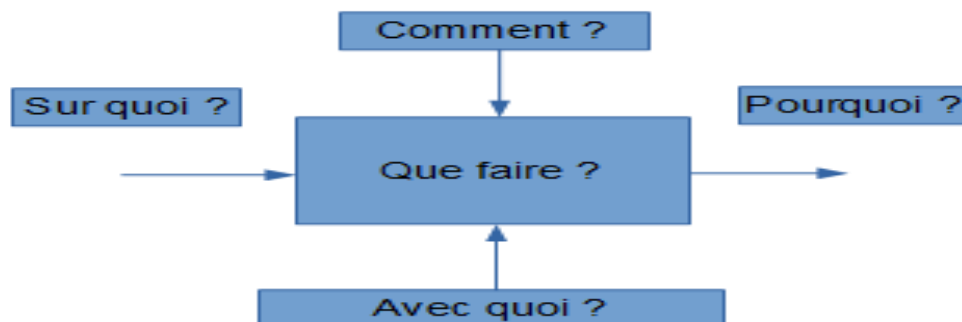 Comment ?
Sur quoi ?
Pourquoi ?
Que faire ?
Avec quoi ?